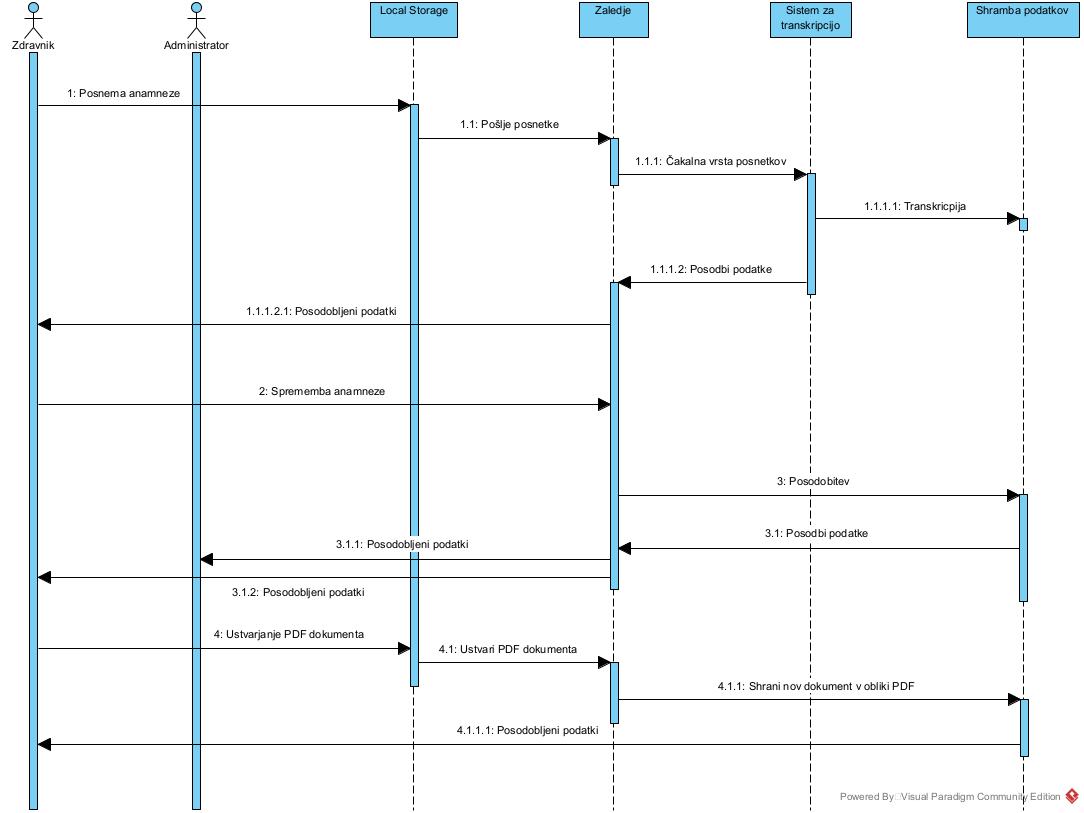 Zdravnik
Administrator
Local Storage
Zaledje
Sistem za
transkripcijo
Shramba podatkov
1: Posnema anamneze
1.1: Pošlje posnetke
1.1.1: Čakalna vrsta posnetkov
1.1.1.1: Transkricpija
1.1.1.2: Posodbi podatke
1.1.1.2.1: Posodobljeni podatki
2: Sprememba anamneze
3: Posodobitev
3.1: Posodbi podatke
3.1.1: Posodobljeni podatki
3.1.2: Posodobljeni podatki
4: Ustvarjanje PDF dokumenta
4.1: Ustvari PDF dokumenta
4.1.1: Shrani nov dokument v obliki PDF
4.1.1.1: Posodobljeni podatki
Powered By Visual Paradigm Community Edition